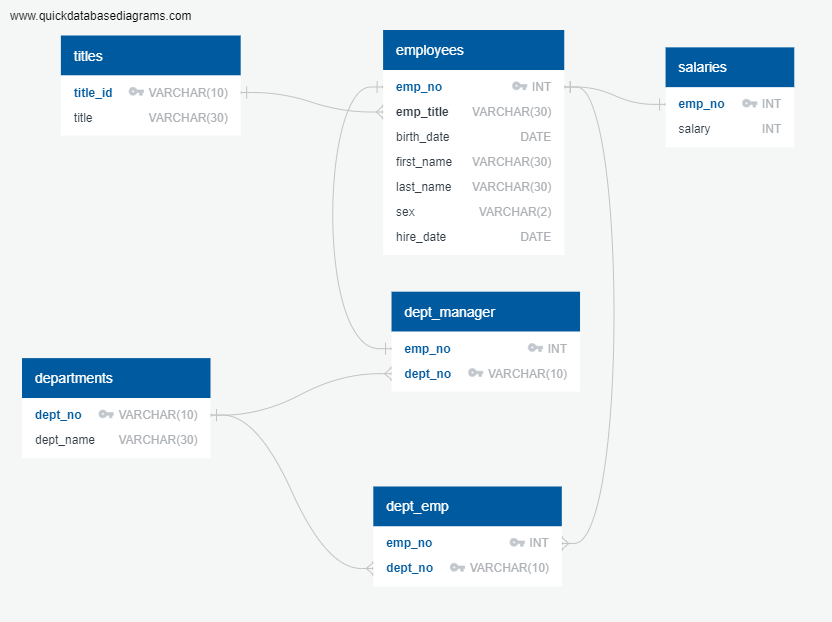 www.quickdatabasediagrams.com
titles
title_id VARCHAR(10)
title VARCHAR(30)
employees
emp_no INT
emp_title VARCHAR(30)
birth_date DATE
first_name VARCHAR(30)
last_name VARCHAR(30)
sex VARCHAR(2)
hire_date DATE
salaries
emp_no INT
salary INT
dept_manager
emp_no INT
dept_no VARCHAR(10)
departments
dept_no VARCHAR(10)
dept_name VARCHAR(30)
dept_emp
emp_no INT
dept_no VARCHAR(10)